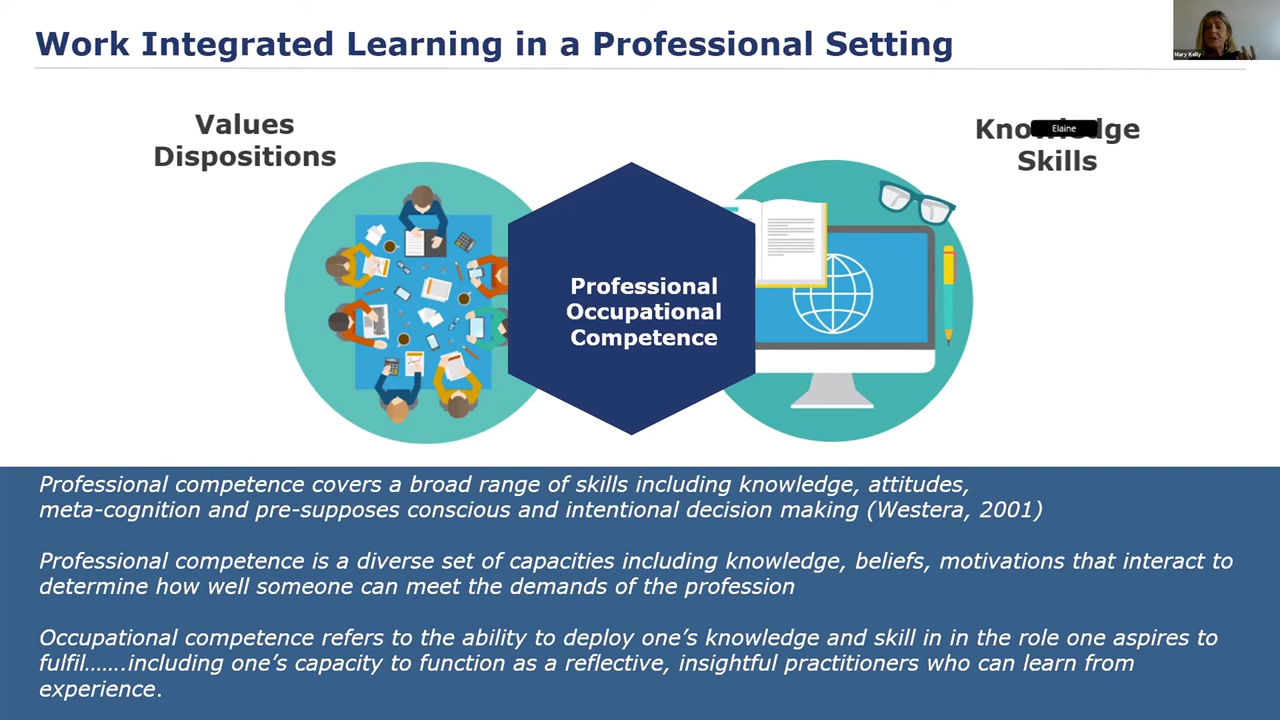 Work Integrated Learning in a Professional Setting
Mary Kelly
Values
Dispositions
Elaine
Skills
Professional
Occupational
Competence
Professional competence covers a broad range of skills including knowledge, attitudes,
meta-cognition and pre-supposes conscious and intentional decision making (Westera, 2001)
Professional competence is a diverse set of capacities including knowledge, beliefs, motivations that interact to
determine how well someone can meet the demands of the profession
Occupational competence refers to the ability to deploy one’s knowledge and skill in in the role one aspires to
fulfil…….including one’s capacity to function as a reflective, insightful practitioners who can learn from
experience.